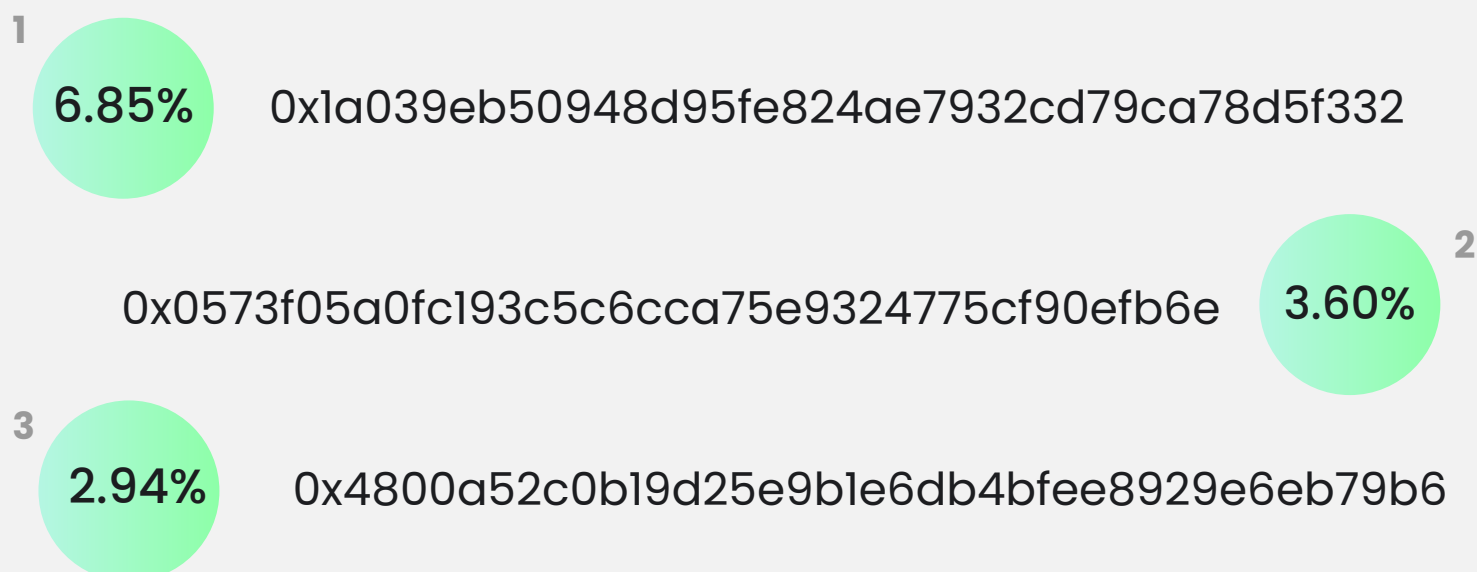 1
6.85% 0x1a039eb50948d95fe824ae7932cd79ca78d5f332
0x0573f05a0fc193c5c6cca75e9324775cf90efb6e 3.60% 2
3
2.94% 0x4800a52c0b19d25e9b1e6db4bfee8929e6eb79b6